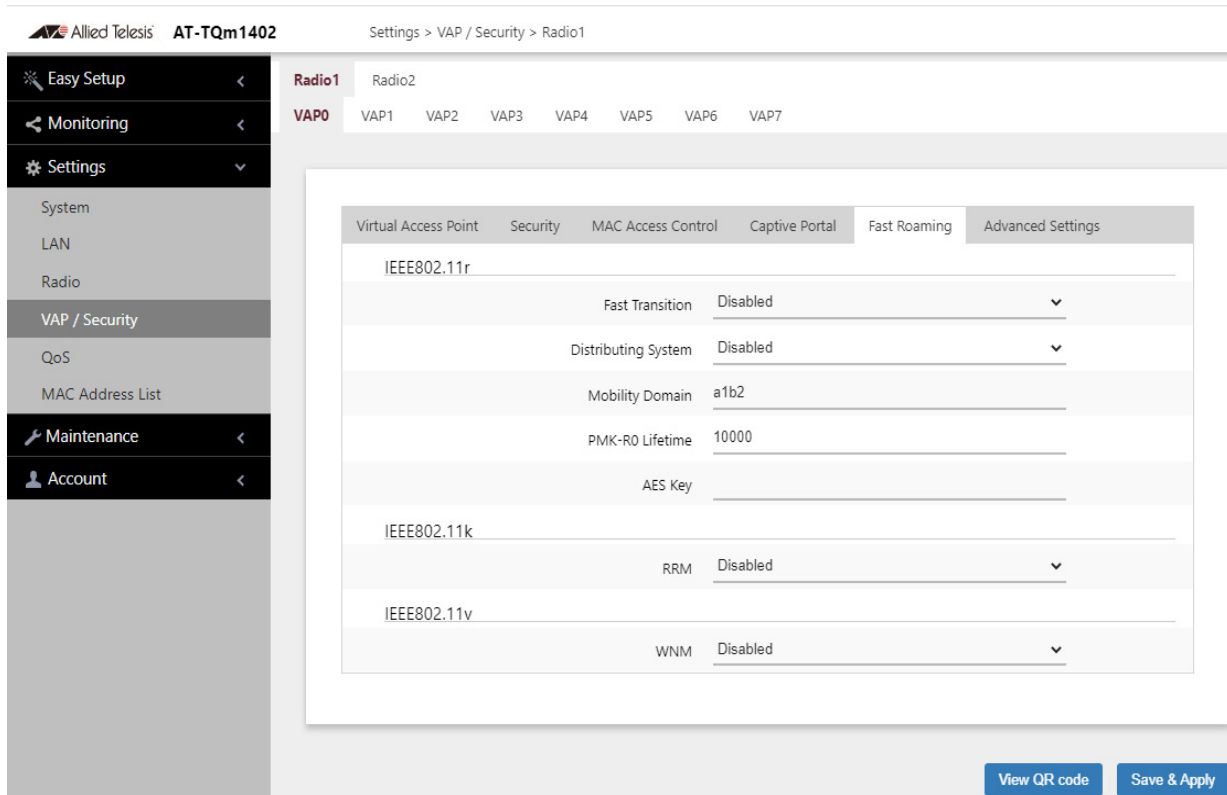 Allied Telesis AT-TQm1402 Settings > VAP / Security > Radio1
Easy Setup
Monitoring
Settings
System
LAN
Radio
VAP / Security
QoS
MAC Address List
Maintenance
Account
Radio1 Radio2
VAP0 VAP1 VAP2 VAP3 VAP4 VAP5 VAP6 VAP7
Virtual Access Point Security MAC Access Control Captive Portal Fast Roaming Advanced Settings
IEEE802.11r
Fast Transition Disabled
Distributing System Disabled
Mobility Domain a1b2
PMK-R0 Lifetime 10000
AES Key
IEEE802.11k
RRM Disabled
IEEE802.11v
WNM Disabled
View QR code Save & Apply